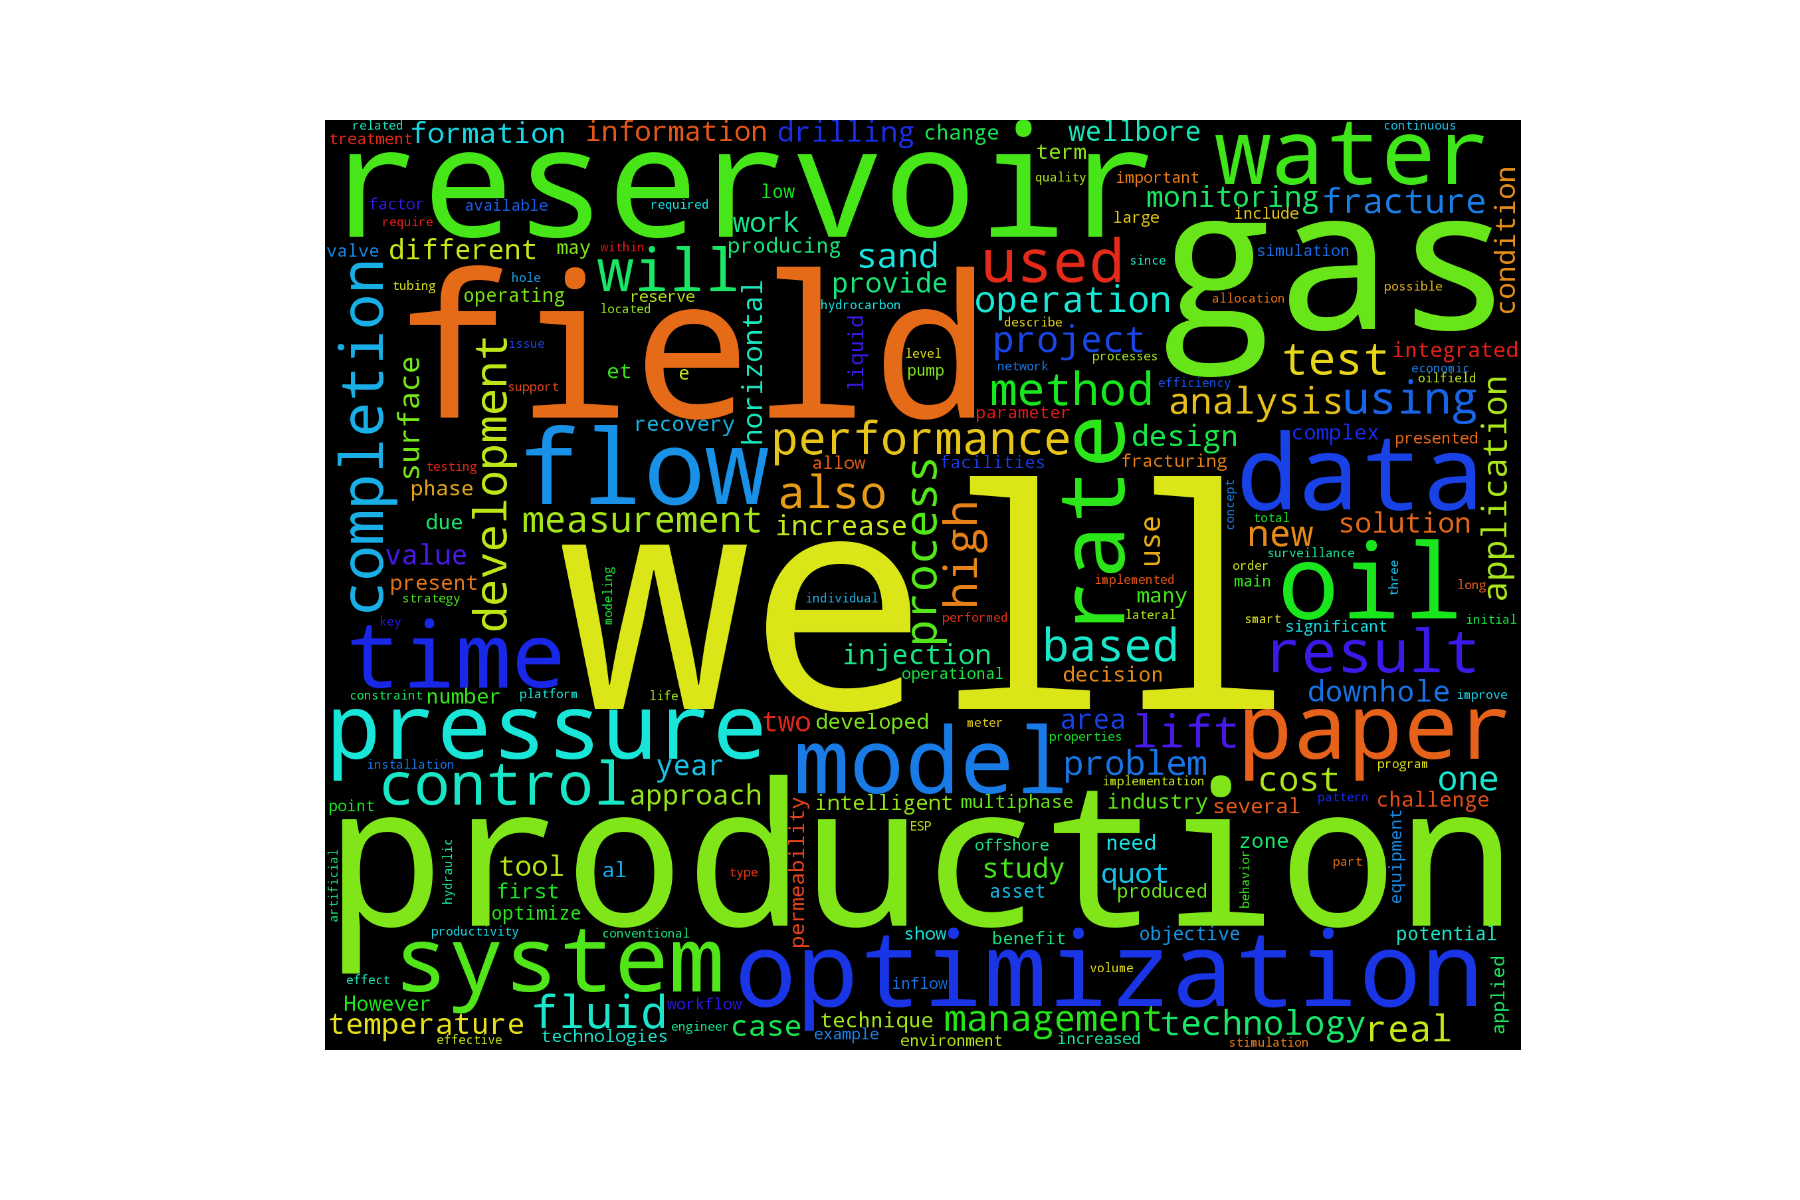 related
treatment
formation
information
drilling
change
wellbore
continuous
reservoir
term
water
quality
important
low
factor
available
require
required
work
large
monitoring
include
fracture
condition
valve
different
may
within
will
producing
sand
used
since
gas
simulation
completion
tubing
hole
operating
reserve
located
horizontal
provide
hydrocarbon
operation
allocation
possible
field
issue
support
et
e
liquid
level
pump
describe
project
network
processes
test
integrated
economic
oilfield
efficiency
surface
development
recovery
method
parameter
rate
analysis
using
application
flow
performance
design
complex
presented
testing
phase
allow
facilities
process
fracturing
data
concept
also
high
measurement
increase
due
use
new
total
solution
surveillance
value
present
strategy
well
modeling
individual
implemented
many
lateral
order
main
three
oil
long
initial
performed
smart
significant
key
time
injection
based
result
operational
decision
downhole
improve
constraint
number
platform
life
pressure
two
developed
meter
area
properties
lift
paper
model
problem
installation
year
control
approach
implementation
cost
program
one
point
permeability
intelligent
multiphase
industry
several
pattern
challenge
production
ESP
equipment
artificial
hydraulic
tool
al
type
offshore
need
study
quot
zone
behavior
part
first
asset
produced
optimize
productivity
conventional
show
benefit
objective
potential
system
optimization
volume
effect
inflow
applied
However
workflow
temperature
fluid
engineer
case
technique
management
technology
real
effective
technologies
example
environment
increased
stimulation